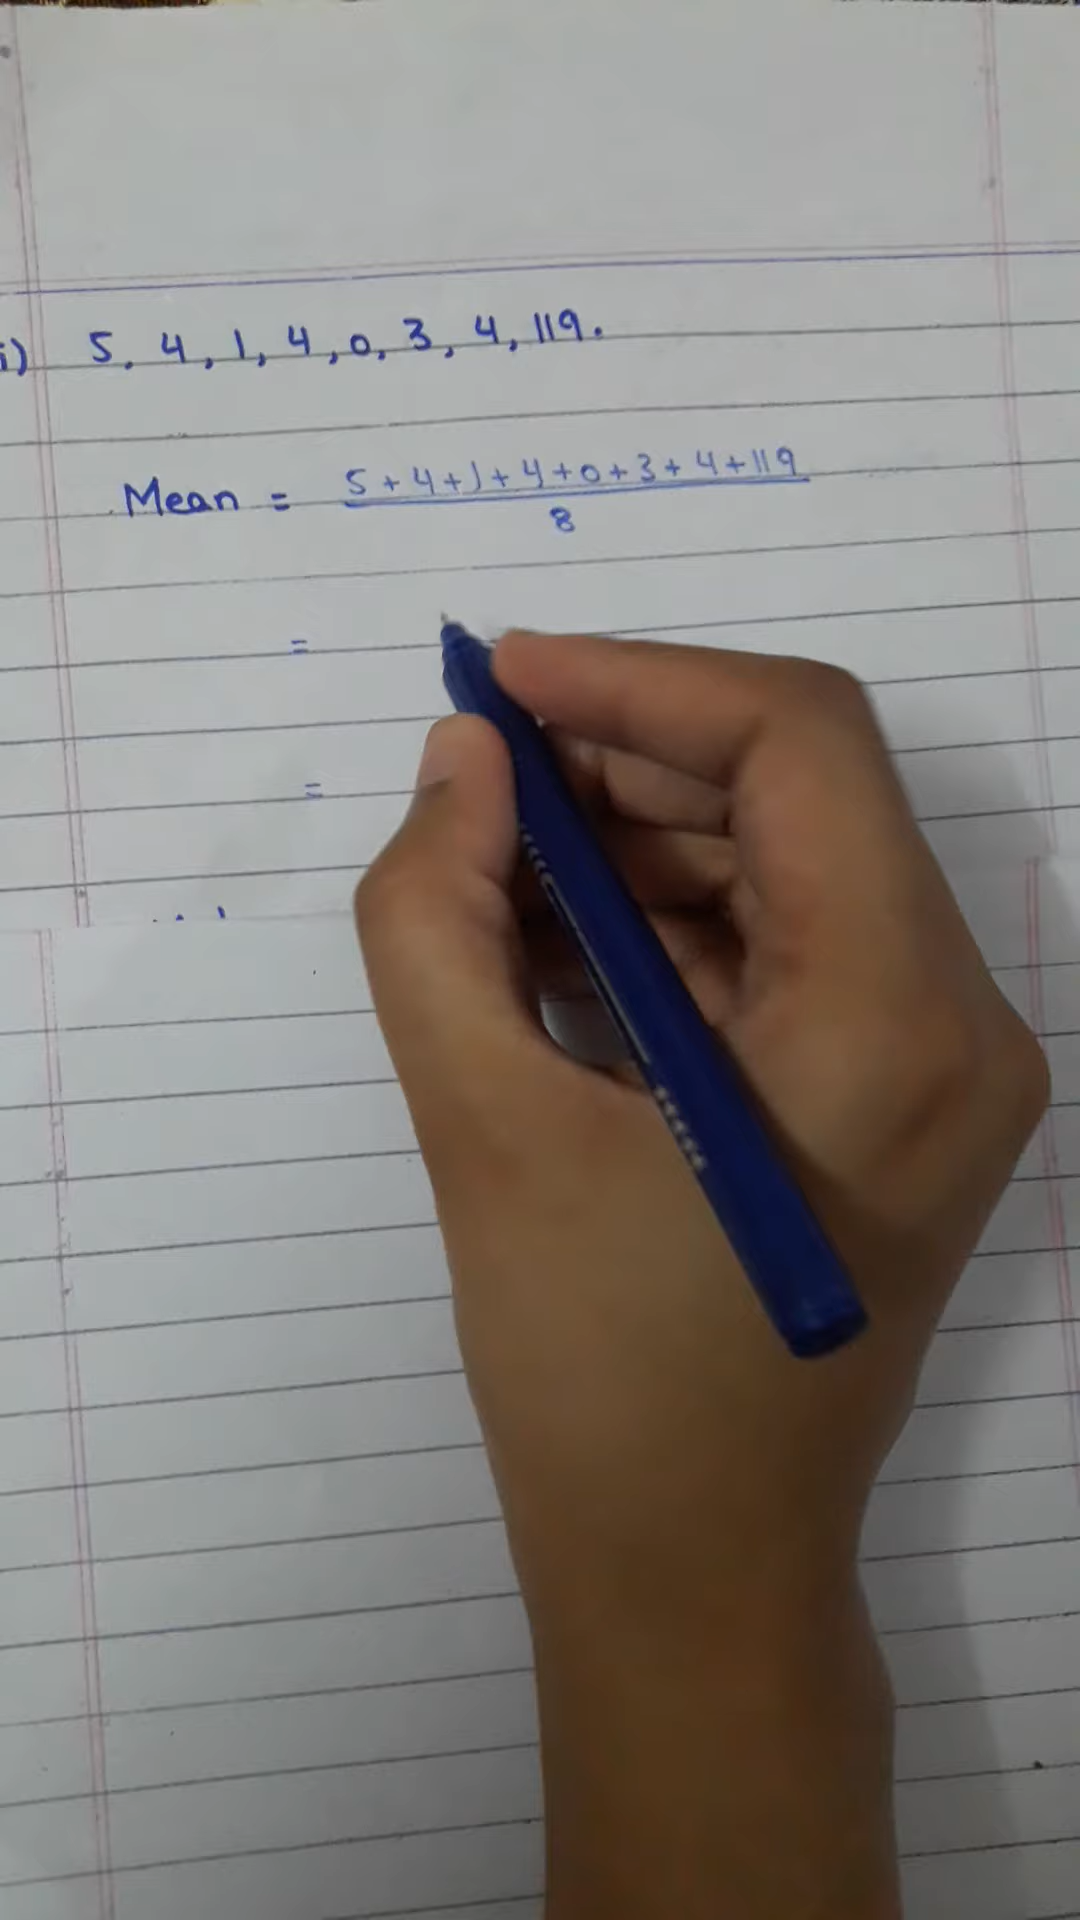 i) 5, 4, 1, 4, 0, 3, 4, 119.
Mean = 5+4+1+4+0+3+4+119
8
=
=